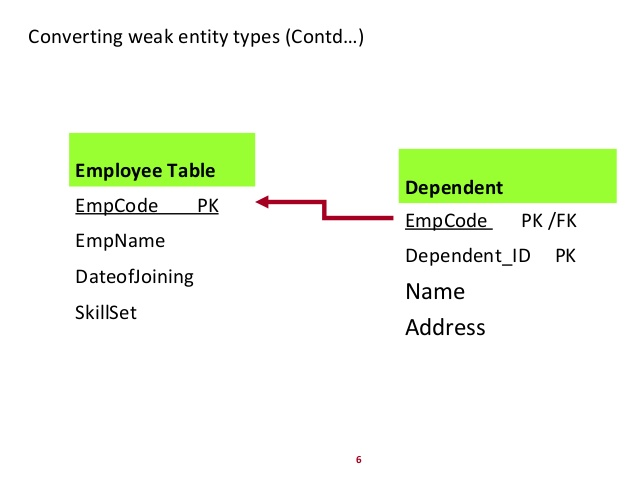 Converting weak entity types (Contd…)
Employee Table
EmpCode PK
EmpName
DateofJoining
SkillSet
Dependent
EmpCode PK /FK
Dependent_ID PK
Name
Address
6